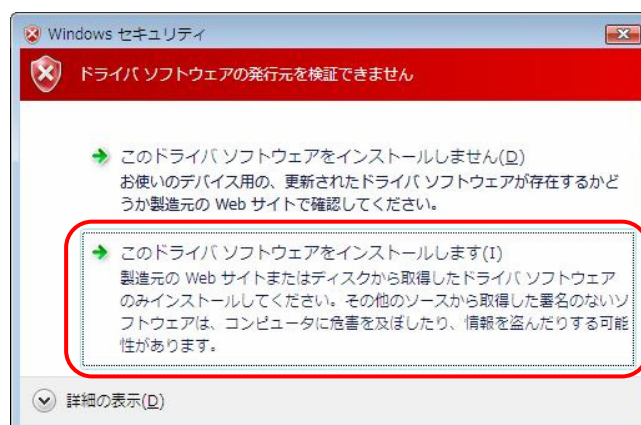 Windows セキュリティ
ドライバ ソフトウェアの発行元を検証できません
このドライバ ソフトウェアをインストールしません(D)
お使いのデバイス用の、更新されたドライバ ソフトウェアが存在するかど
うか製造元の Web サイトで確認してください。
このドライバ ソフトウェアをインストールします(I)
製造元の Web サイトまたはディスクから取得したドライバ ソフトウェア
のみインストールしてください。その他のソースから取得した署名のないソ
フトウェアは、コンピュータに危害を及ぼしたり、情報を盗んだりする可能
性があります。
詳細の表示(D)